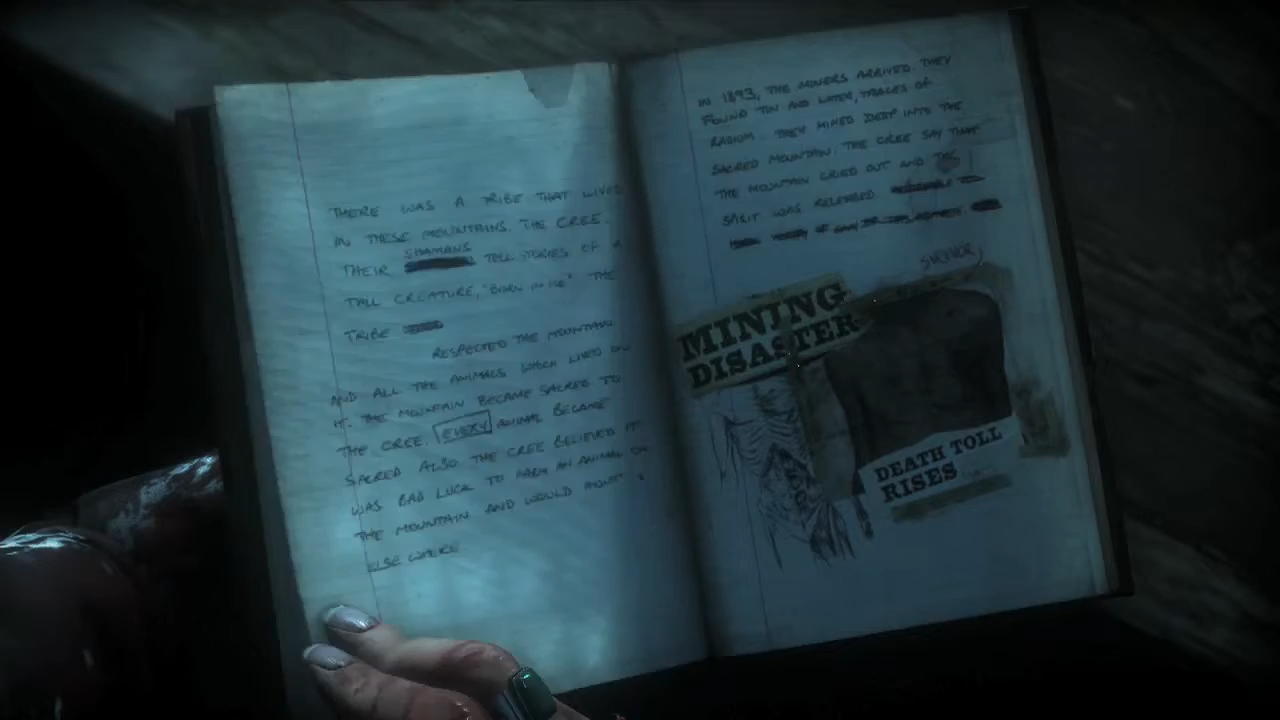 THERE WAS A TRIBE THAT LIVED
IN THESE MOUNTAINS. THE CREE.
SHAMANS
THEIR TELL STORIES OF A
TALL CREATURE, "BORN IN ICE" THE
TRIBE
RESPECTED THE MOUNTAIN
AND ALL THE ANIMALS WHICH LIVED ON
IT. THE MOUNTAIN BECAME SACRED TO
THE CREE. EVERY ANIMAL BECAME
SACRED ALSO. THE CREE BELIEVED IT
WAS BAD LUCK TO HARM AN ANIMAL ON
THE MOUNTAIN AND WOULD HUNT
ELSEWHERE
IN 1893, THE MINERS ARRIVED. THEY
FOUND TIN AND LATER, TRACES OF
RADIUM. THEY MINED DEEP INTO THE
SACRED MOUNTAIN. THE CREE SAY THAT
THE MOUNTAIN CRIED OUT AND THE
SPIRIT WAS RELEASED
SURVIVOR
MINING
DISASTER
DEATH TOLL
RISES